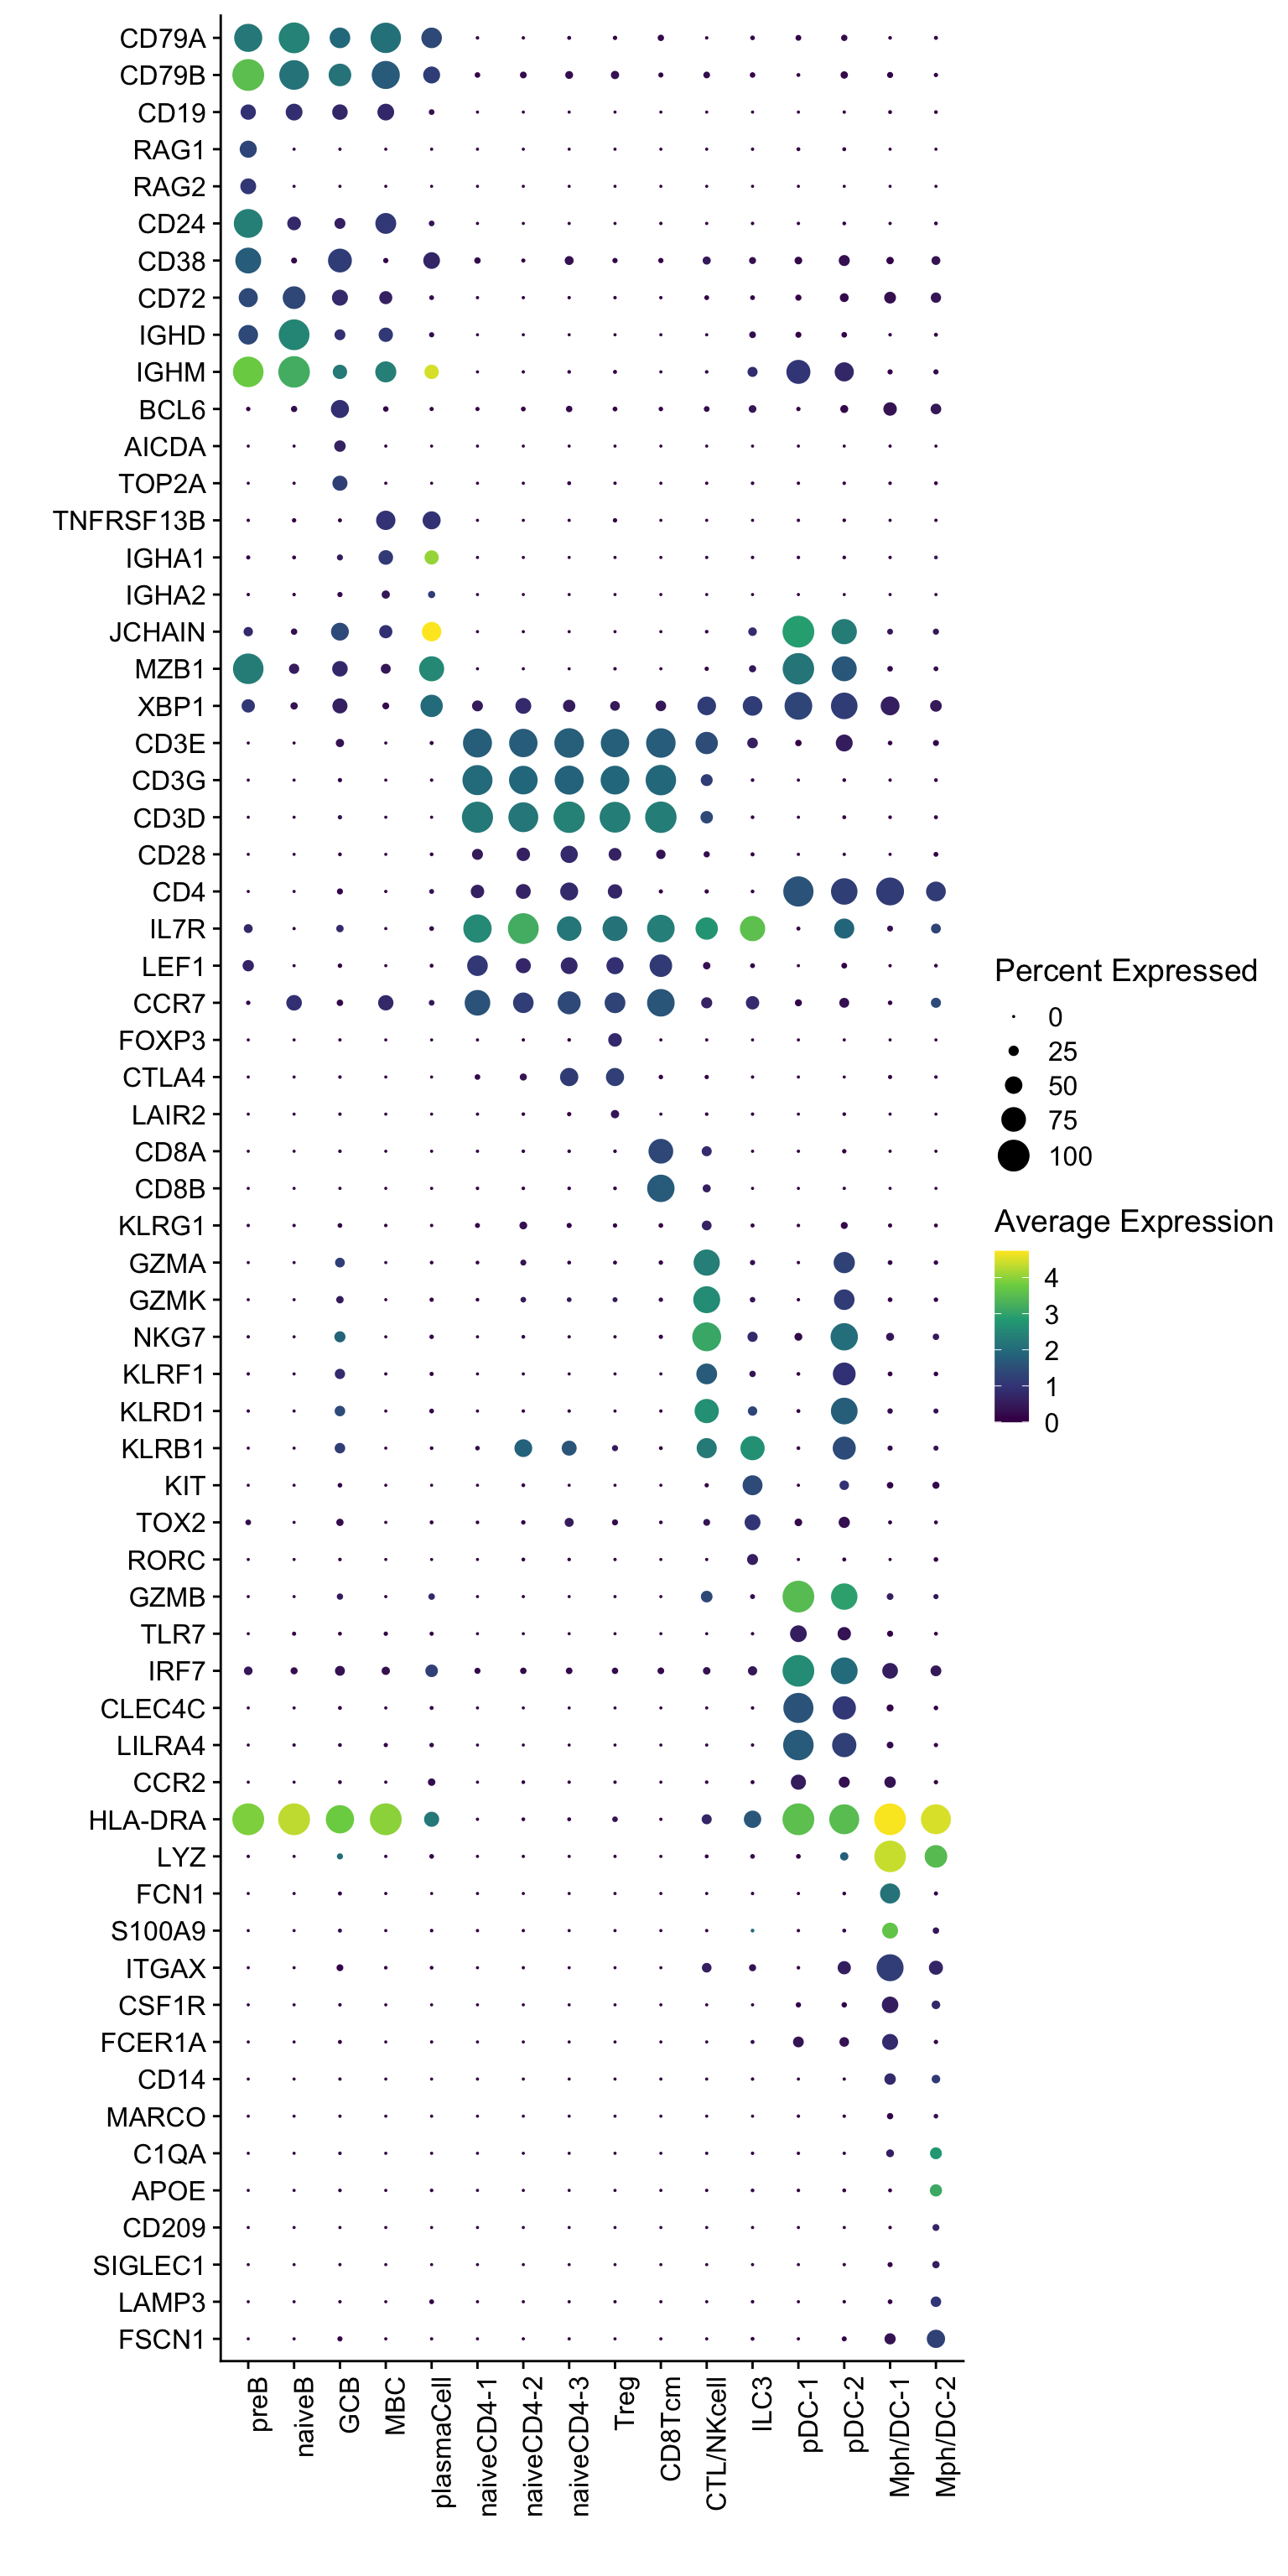 CD79A
CD79B
CD19
RAG1
RAG2
CD24
CD38
CD72
IGHD
IGHM
BCL6
AICDA
TOP2A
TNFRSF13B
IGHA1
IGHA2
JCHAIN
MZB1
XBP1
CD3E
CD3G
CD3D
CD28
CD4
IL7R
LEF1
CCR7
FOXP3
CTLA4
LAIR2
CD8A
CD8B
KLRG1
GZMA
GZMK
NKG7
KLRF1
KLRD1
KLRB1
KIT
TOX2
RORC
GZMB
TLR7
IRF7
CLEC4C
LILRA4
CCR2
HLA-DRA
LYZ
FCN1
S100A9
ITGAX
CSF1R
FCER1A
CD14
MARCO
C1QA
APOE
CD209
SIGLEC1
LAMP3
FSCN1
preB
naiveB
GCB
MBC
plasmaCell
naiveCD4-1
naiveCD4-2
naiveCD4-3
Treg
CD8Tcm
CTL/NKcell
ILC3
pDC-1
pDC-2
Mph/DC-1
Mph/DC-2
Percent Expressed
0
25
50
75
100
Average Expression
4
3
2
1
0